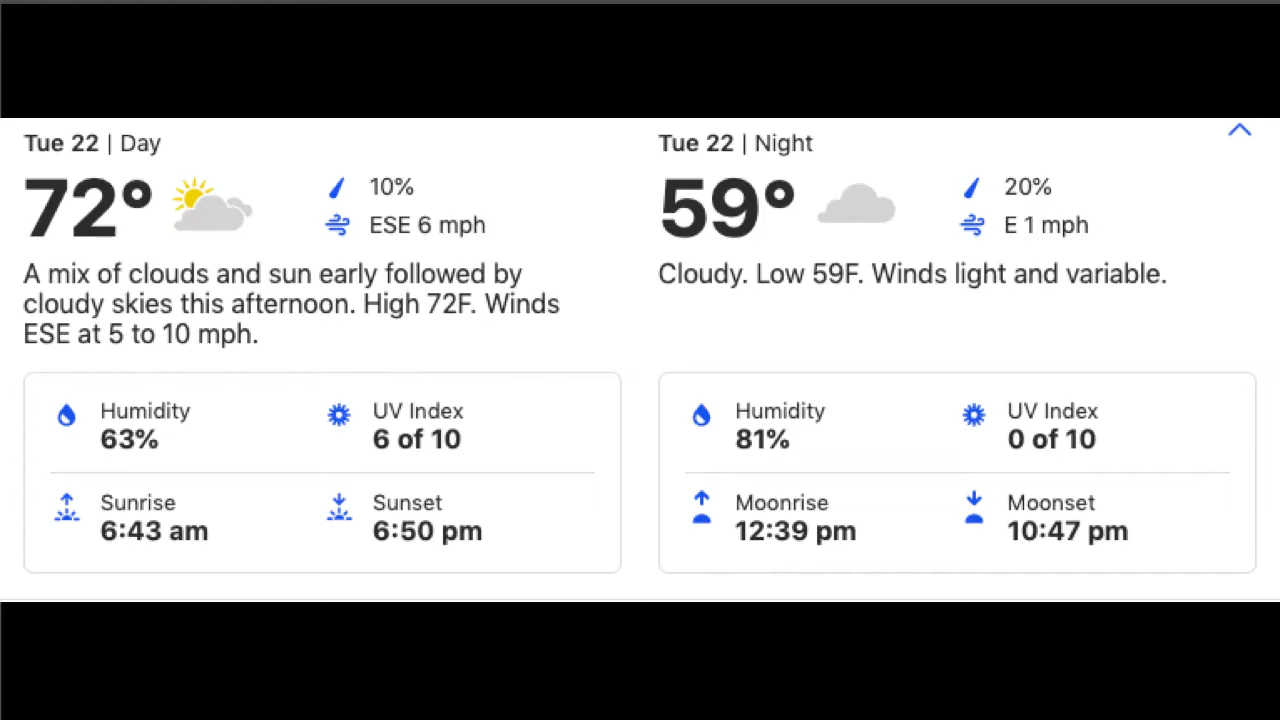 Tue 22 | Day
72°
10%
ESE 6 mph
A mix of clouds and sun early followed by
cloudy skies this afternoon. High 72F. Winds
ESE at 5 to 10 mph.
Humidity
63%
UV Index
6 of 10
Sunrise
6:43 am
Sunset
6:50 pm
Tue 22 | Night
59°
20%
E 1 mph
Cloudy. Low 59F. Winds light and variable.
Humidity
81%
UV Index
0 of 10
Moonrise
12:39 pm
Moonset
10:47 pm